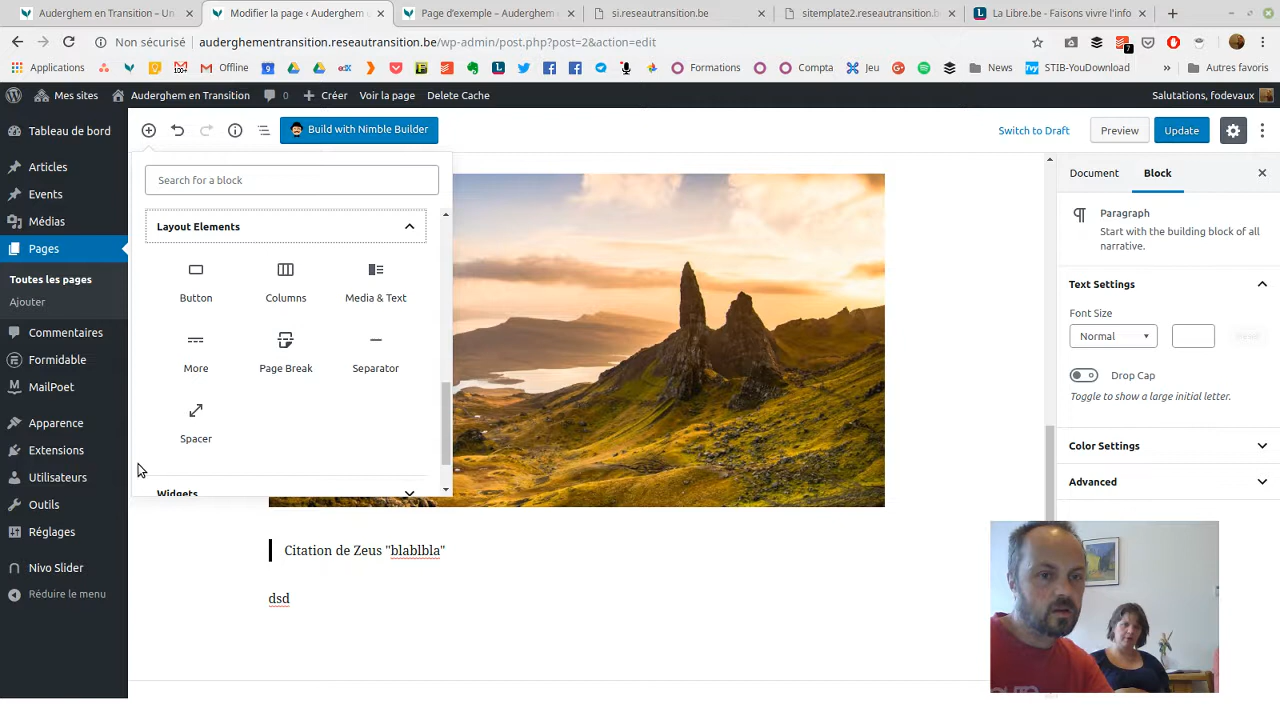 Auderghem en Transition – Un
Modifier la page ‹ Auderghem
Page d'exemple – Auderghem e
si.reseautransition.be
sitemplate2.reseautransition.b
La Libre.be - Faisons vivre l'info
Non sécurisé
auderghementransition.reseautransition.be/wp-admin/post.php?post=2&action=edit
Applications
100+
Offline
Formations
Compta
Jeu
News
STIB-YouDownload
»
Autres favoris
Mes sites
Auderghem en Transition
0
Créer
Voir la page
Delete Cache
Salutations, fodevaux
Tableau de bord
Articles
Events
Médias
Pages
Toutes les pages
Ajouter
Commentaires
Formidable
MailPoet
Apparence
Extensions
Utilisateurs
Outils
Réglages
Nivo Slider
Réduire le menu
Build with Nimble Builder
Switch to Draft
Preview
Update
Search for a block
Layout Elements
Button
Columns
Media & Text
More
Page Break
Separator
Spacer
Widgets
Citation de Zeus "blablbla"
dsd
Document
Block
Paragraph
Start with the building block of all
narrative.
Text Settings
Font Size
Normal
Drop Cap
Toggle to show a large initial letter.
Color Settings
Advanced